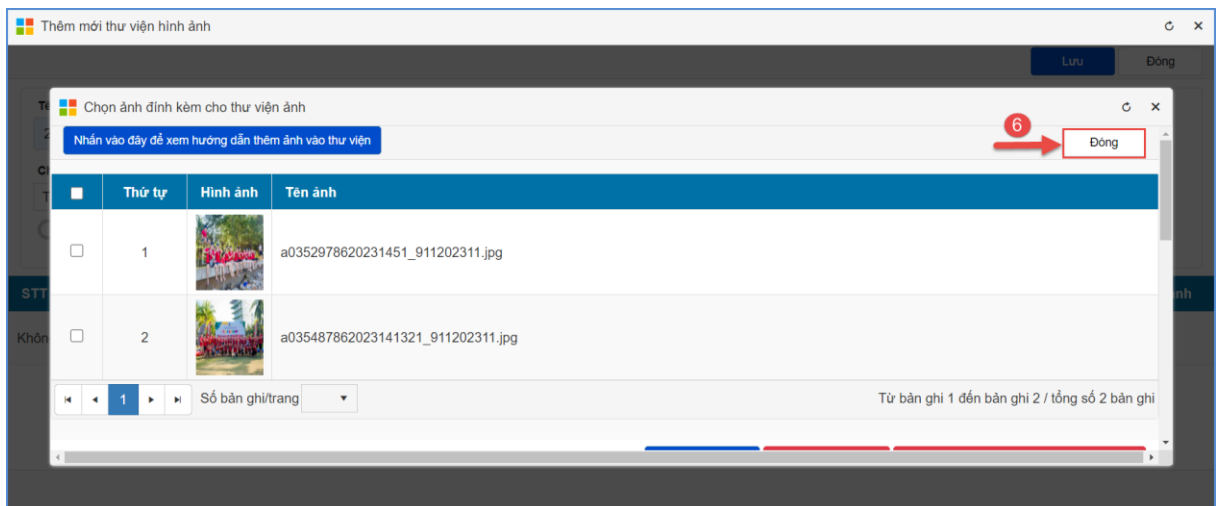 Thêm mới thư viện hình ảnh
Lưu Đóng
Chọn ảnh đính kèm cho thư viện ảnh
Nhấn vào đây để xem hướng dẫn thêm ảnh vào thư viện
6
Đóng
Thứ tự Hình ảnh Tên ảnh
1 a0352978620231451_911202311.jpg
STT
2 a035487862023141321_911202311.jpg
1 Số bản ghi/trang Từ bản ghi 1 đến bản ghi 2 / tổng số 2 bản ghi